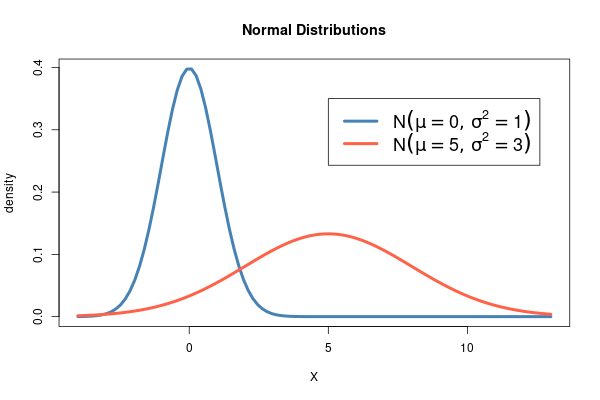 Normal Distributions
0.4
0.3
0.2
0.1
0.0
density
N(μ = 0, σ² = 1)
N(μ = 5, σ² = 3)
0 5 10
X